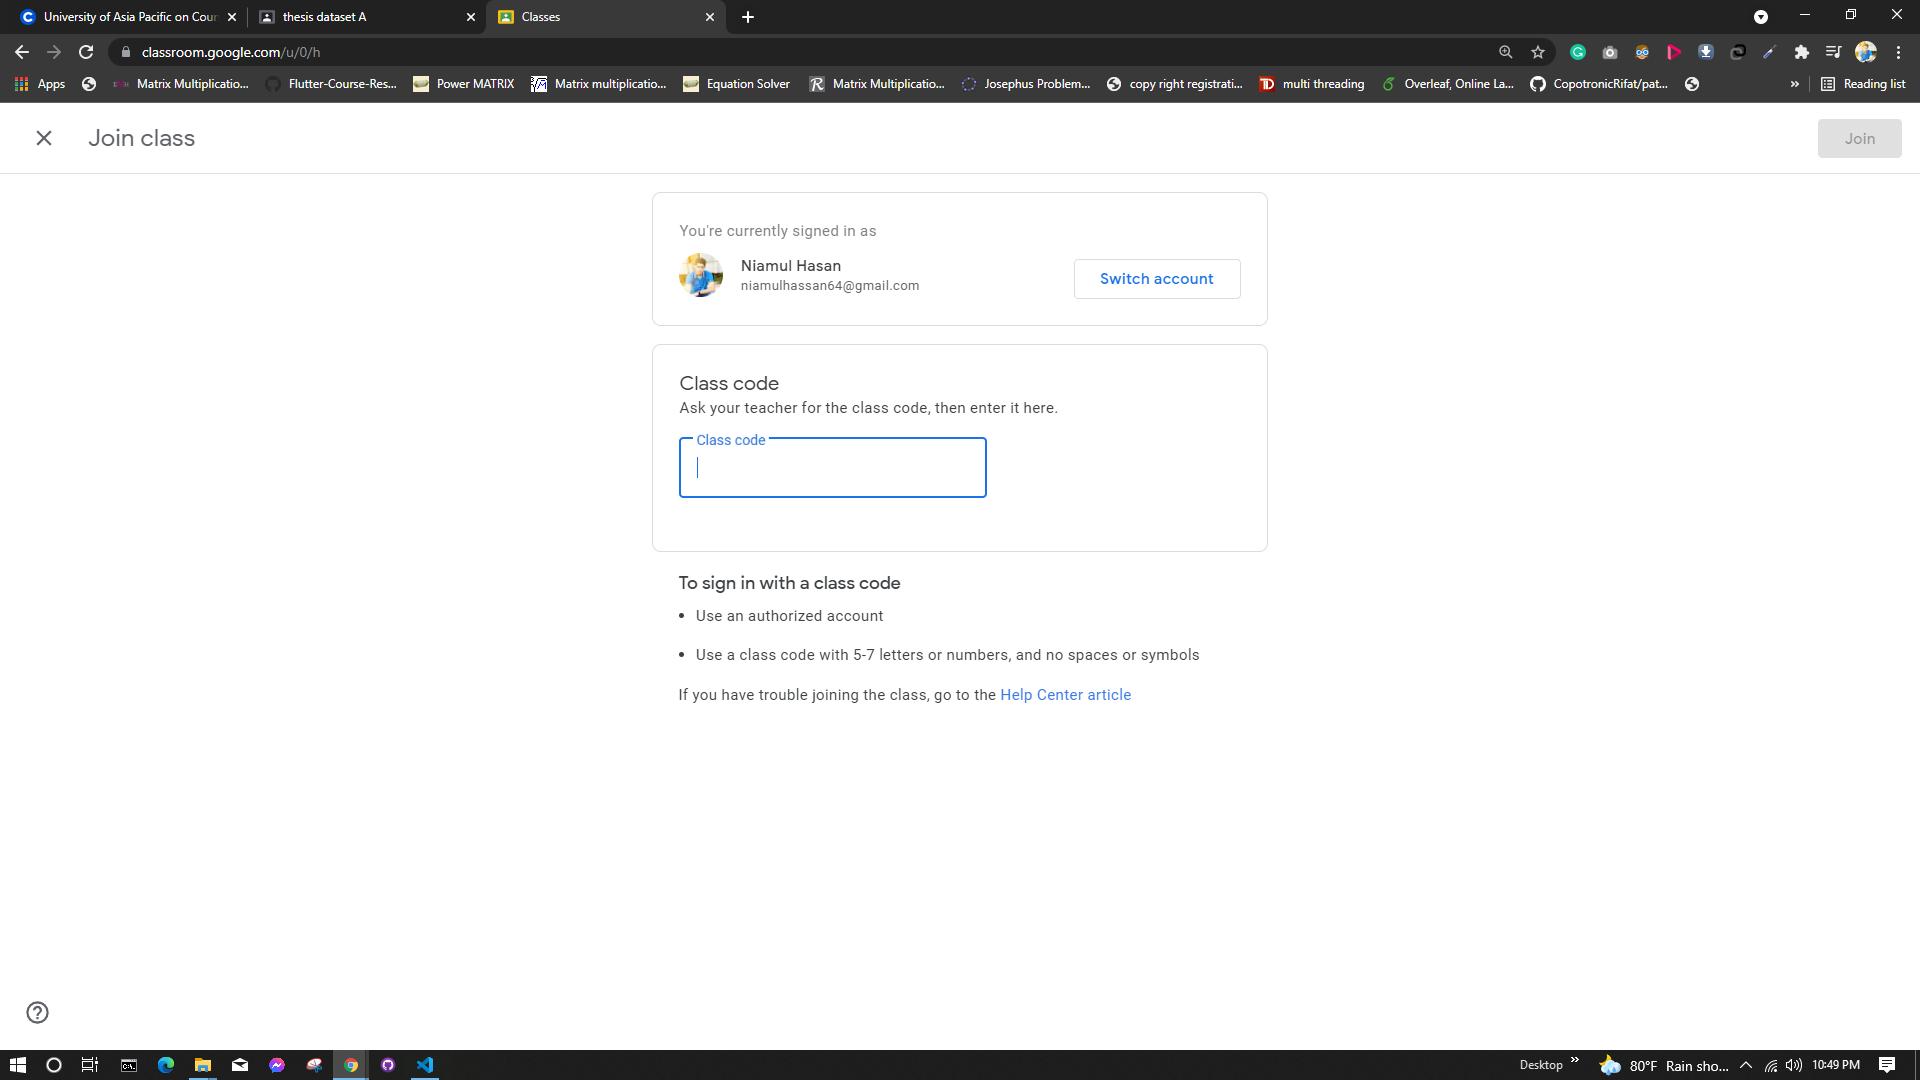 University of Asia Pacific on Cour
thesis dataset A
Classes
classroom.google.com/u/0/h
Apps
Matrix Multiplicatio...
Flutter-Course-Res...
Power MATRIX
Matrix multiplicatio...
Equation Solver
Matrix Multiplicatio...
Josephus Problem...
copy right registrati...
TD
multi threading
Overleaf, Online La...
CopotronicRifat/pat...
»
Reading list
Join class
Join
You're currently signed in as
Niamul Hasan
niamulhassan64@gmail.com
Switch account
Class code
Ask your teacher for the class code, then enter it here.
Class code
To sign in with a class code
• Use an authorized account
• Use a class code with 5-7 letters or numbers, and no spaces or symbols
If you have trouble joining the class, go to the Help Center article
Desktop
»
80°F Rain sho...
10:49 PM